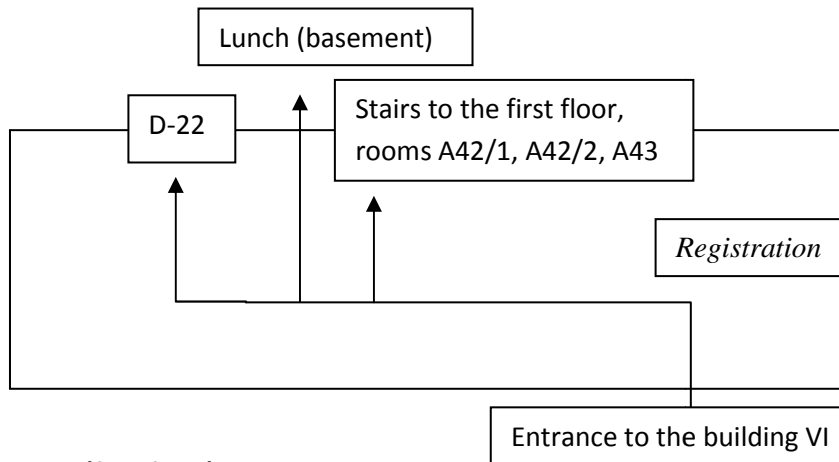 Lunch (basement)
D-22
Stairs to the first floor,
rooms A42/1, A42/2, A43
Registration
Entrance to the building VI